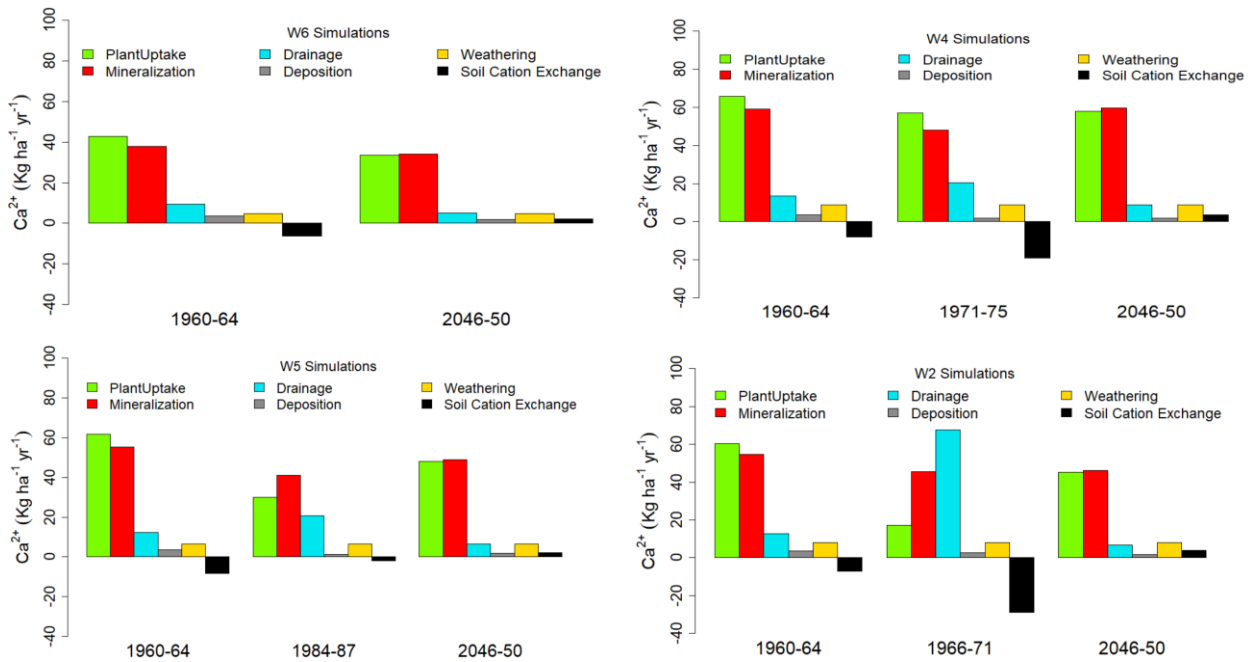 W6 Simulations
PlantUptake Drainage Weathering
Mineralization Deposition Soil Cation Exchange
Ca2+ (Kg ha-1 yr-1)
100
80
60
40
20
0
-20
-40
1960-64 2046-50
W4 Simulations
PlantUptake Drainage Weathering
Mineralization Deposition Soil Cation Exchange
Ca2+ (Kg ha-1 yr-1)
100
80
60
40
20
0
-20
-40
1960-64 1971-75 2046-50
W5 Simulations
PlantUptake Drainage Weathering
Mineralization Deposition Soil Cation Exchange
Ca2+ (Kg ha-1 yr-1)
100
80
60
40
20
0
-20
-40
1960-64 1984-87 2046-50
W2 Simulations
PlantUptake Drainage Weathering
Mineralization Deposition Soil Cation Exchange
Ca2+ (Kg ha-1 yr-1)
100
80
60
40
20
0
-20
-40
1960-64 1966-71 2046-50